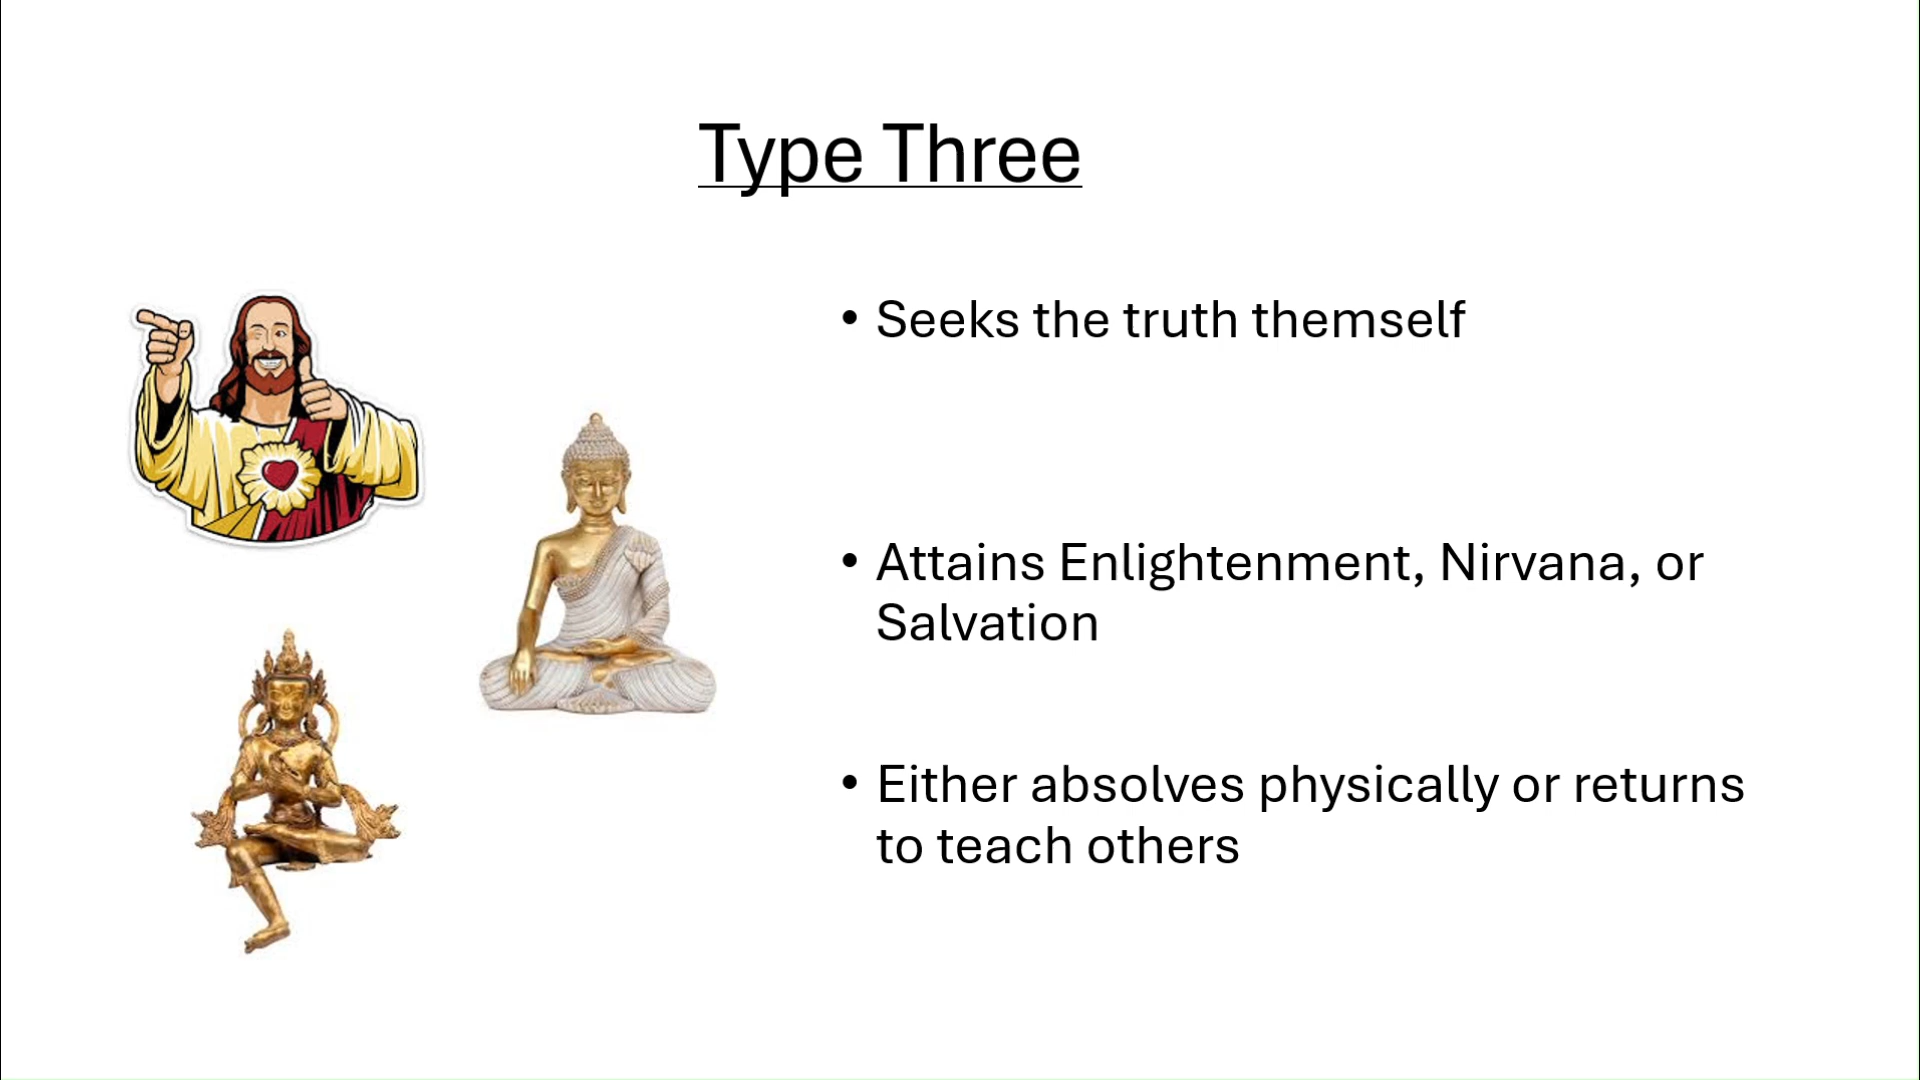 Type Three
• Seeks the truth themself
• Attains Enlightenment, Nirvana, or
Salvation
• Either absolves physically or returns
to teach others